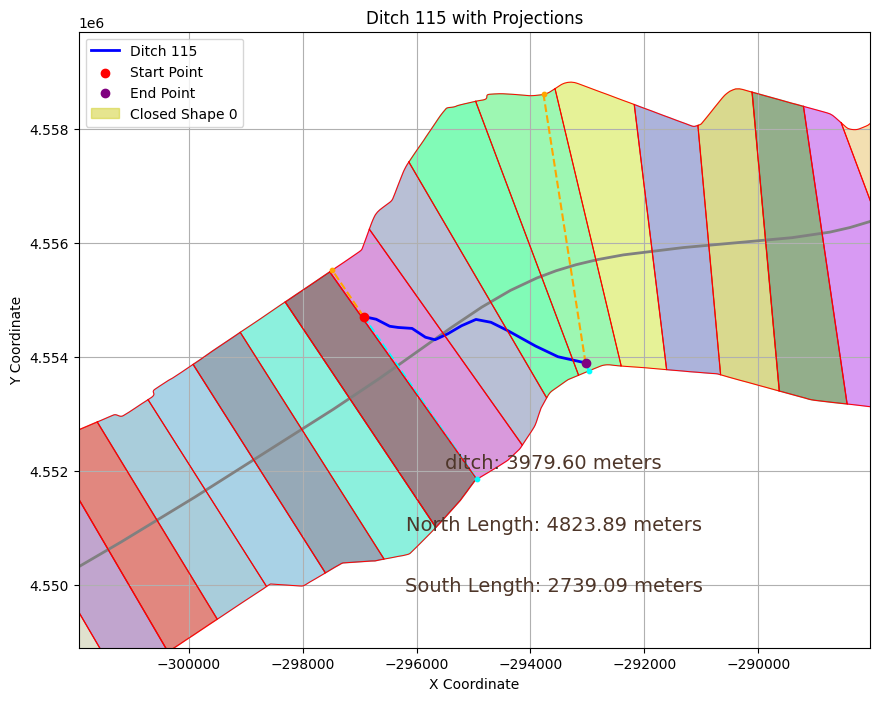 Ditch 115 with Projections
1e6
Ditch 115
Start Point
End Point
Closed Shape 0
4.558
4.556
4.554
4.552
4.550
Y Coordinate
ditch: 3979.60 meters
North Length: 4823.89 meters
South Length: 2739.09 meters
−300000
−298000
−296000
−294000
−292000
−290000
X Coordinate